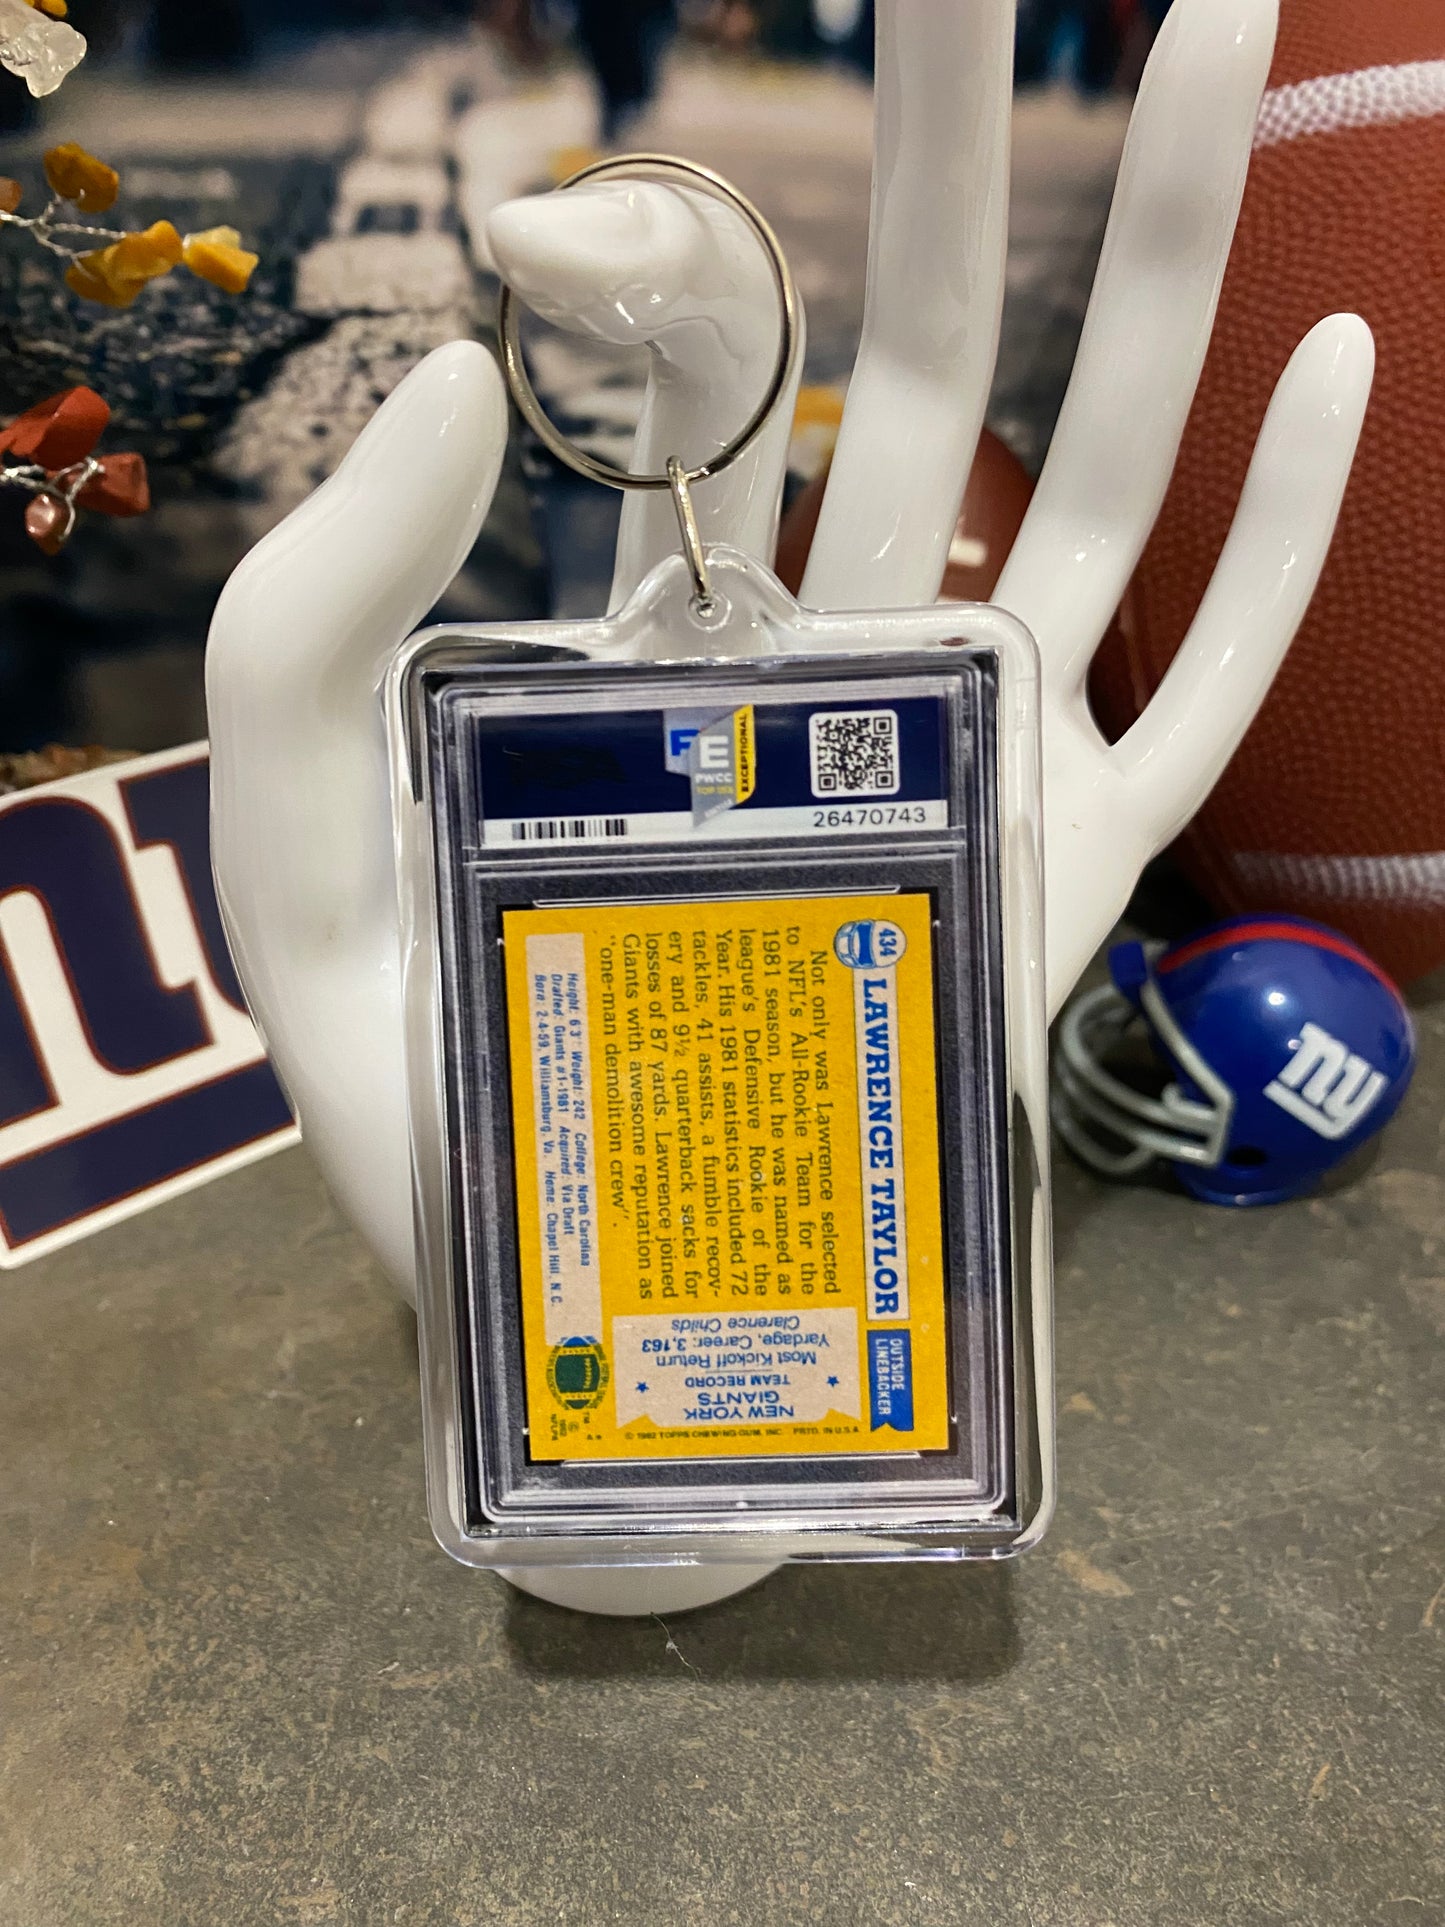 PE
PWCC
EXCEPTIONAL
26470743
434
LAWRENCE TAYLOR
OUTSIDE
LINEBACKER
Not only was Lawrence selected
to NFL's All-Rookie Team for the
1981 season, but he was named as
league's Defensive Rookie of the
Year. His 1981 statistics included 72
tackles, 41 assists, a fumble recov-
ery and 9½ quarterback sacks for
losses of 87 yards. Lawrence joined
Giants with awesome reputation as
"one-man demolition crew".
Height: 6'3" Weight: 242 College: North Carolina
Drafted: Giants #1-1981 Acquired: Via Draft
Born: 2-4-59, Williamsburg, Va. Home: Chapel Hill, N.C.
NEW YORK
GIANTS
TEAM RECORD
Most Kickoff Return
Yardage, Career: 3,163
Clarence Childs
© 1982 TOPPS CHEWING GUM, INC. PRTD. IN U.S.A.
™
©
1982
NFLPA
ny
ny